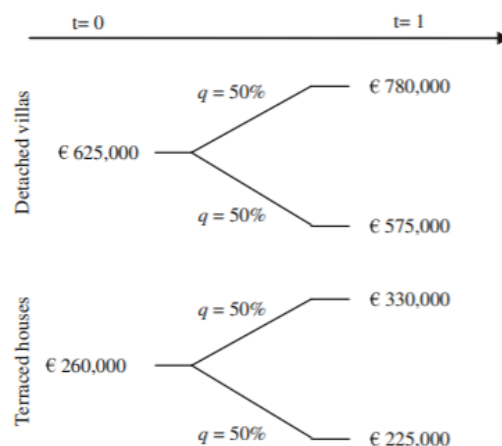 t= 0
t= 1
Detached villas
q = 50%
€ 780,000
€ 625,000
q = 50%
€ 575,000
Terraced houses
q = 50%
€ 330,000
€ 260,000
q = 50%
€ 225,000